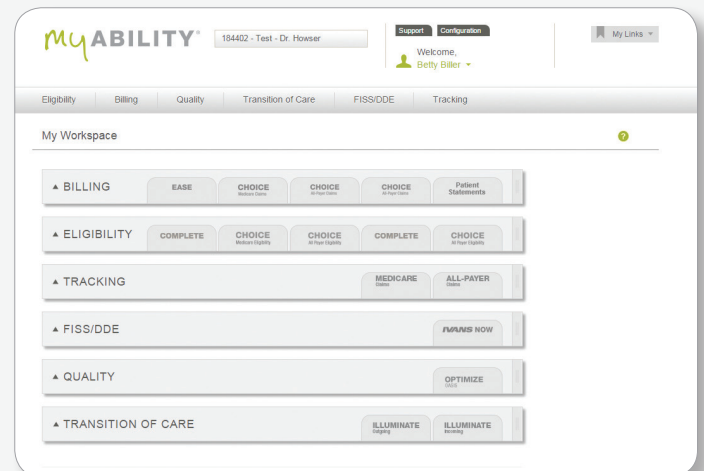 myABILITY®
184402 - Test - Dr. Howser
Support Configuration
Welcome,
Betty Biller
My Links
Eligibility Billing Quality Transition of Care FISS/DDE Tracking
My Workspace
?
BILLING EASE CHOICE CHOICE CHOICE Patient Statements
Medicare Claims All Payer Claims All Payer Claims
ELIGIBILITY COMPLETE CHOICE CHOICE COMPLETE CHOICE
Medicare Eligibility All Payer Eligibility All Payer Eligibility
TRACKING MEDICARE ALL-PAYER
Claims Claims
FISS/DDE IVANS NOW
QUALITY OPTIMIZE
TRANSITION OF CARE ILLUMINATE ILLUMINATE
Outgoing Incoming